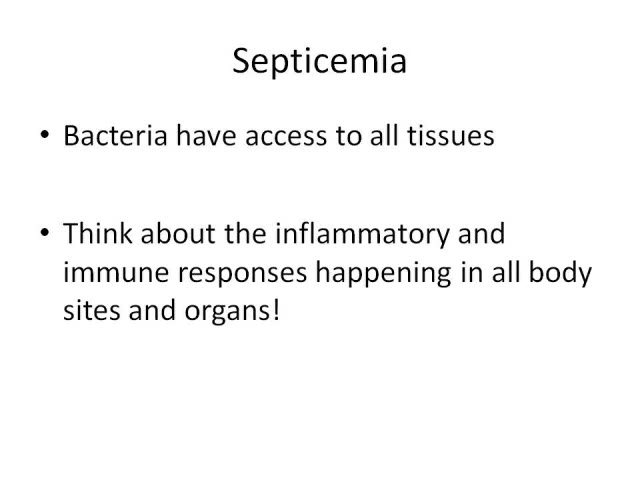 Septicemia
• Bacteria have access to all tissues
• Think about the inflammatory and
immune responses happening in all body
sites and organs!